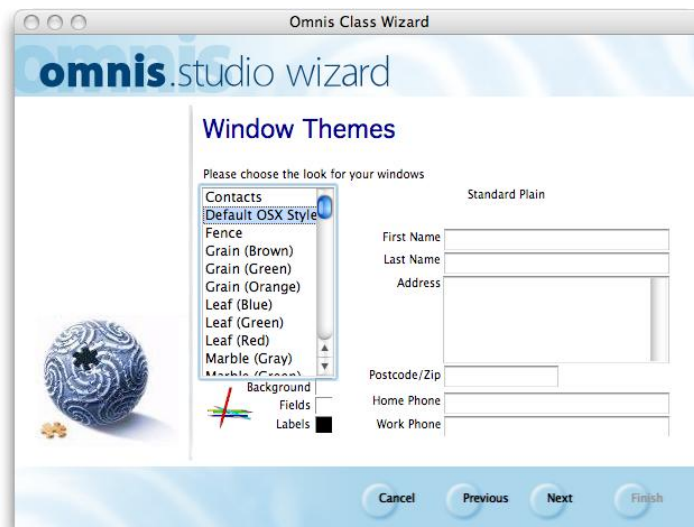 Omnis Class Wizard
omnis.studio wizard
Window Themes
Please choose the look for your windows
Contacts
Default OSX Style
Fence
Grain (Brown)
Grain (Green)
Grain (Orange)
Leaf (Blue)
Leaf (Green)
Leaf (Red)
Marble (Gray)
Marble (Green)
Background
Fields
Labels
Standard Plain
First Name
Last Name
Address
Postcode/Zip
Home Phone
Work Phone
Cancel Previous Next Finish